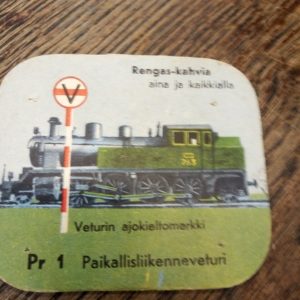 Rengas-kahvia
aina ja kaikkialla
V
Veturin ajokieltomerkki
Pr 1 Paikallisliikenneveturi